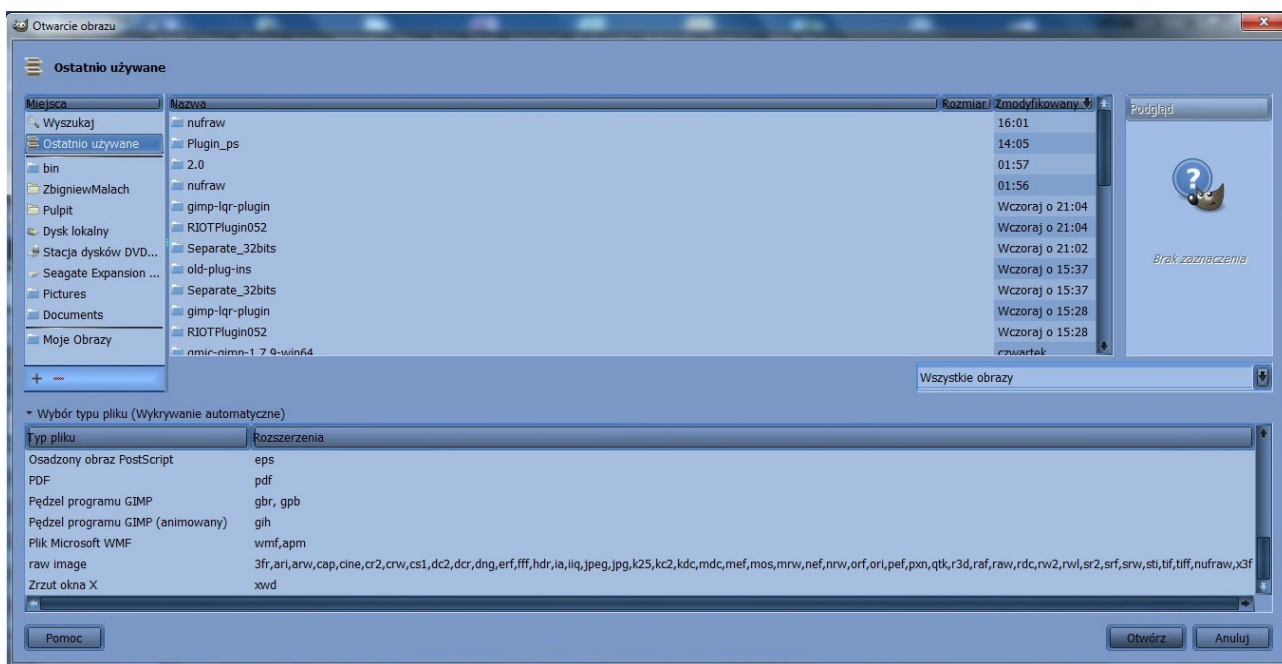 Otwarcie obrazu
Ostatnio używane
Miejsca
Wyszukaj
Ostatnio używane
bin
ZbigniewMalach
Pulpit
Dysk lokalny
Stacja dysków DVD...
Seagate Expansion ...
Pictures
Documents
Moje Obrazy
Nazwa Rozmiar Zmodyfikowany
nufraw 16:01
Plugin_ps 14:05
2.0 01:57
nufraw 01:56
gimp-lqr-plugin Wczoraj o 21:04
RIOTPlugin052 Wczoraj o 21:04
Separate_32bits Wczoraj o 21:02
old-plug-ins Wczoraj o 15:37
Separate_32bits Wczoraj o 15:37
gimp-lqr-plugin Wczoraj o 15:28
RIOTPlugin052 Wczoraj o 15:28
gmic-gimp-1.7.9-win64 czwartek
Podgląd
Brak zaznaczenia
Wszystkie obrazy
Wybór typu pliku (Wykrywanie automatyczne)
Typ pliku Rozszerzenia
Osadzony obraz PostScript eps
PDF pdf
Pędzel programu GIMP gbr, gpb
Pędzel programu GIMP (animowany) gih
Plik Microsoft WMF wmf,apm
raw image 3fr,ari,arw,cap,cine,cr2,crw,cs1,dc2,dcr,dng,erf,fff,hdr,ia,iiq,jpeg,jpg,k25,kc2,kdc,mdc,mef,mos,mrw,nef,nrw,orf,ori,pef,pxn,qtk,r3d,raf,raw,rdc,rw2,rwl,sr2,srf,srw,sti,tif,tiff,nufraw,x3f
Zrzut okna X xwd
Pomoc
Otwórz
Anuluj